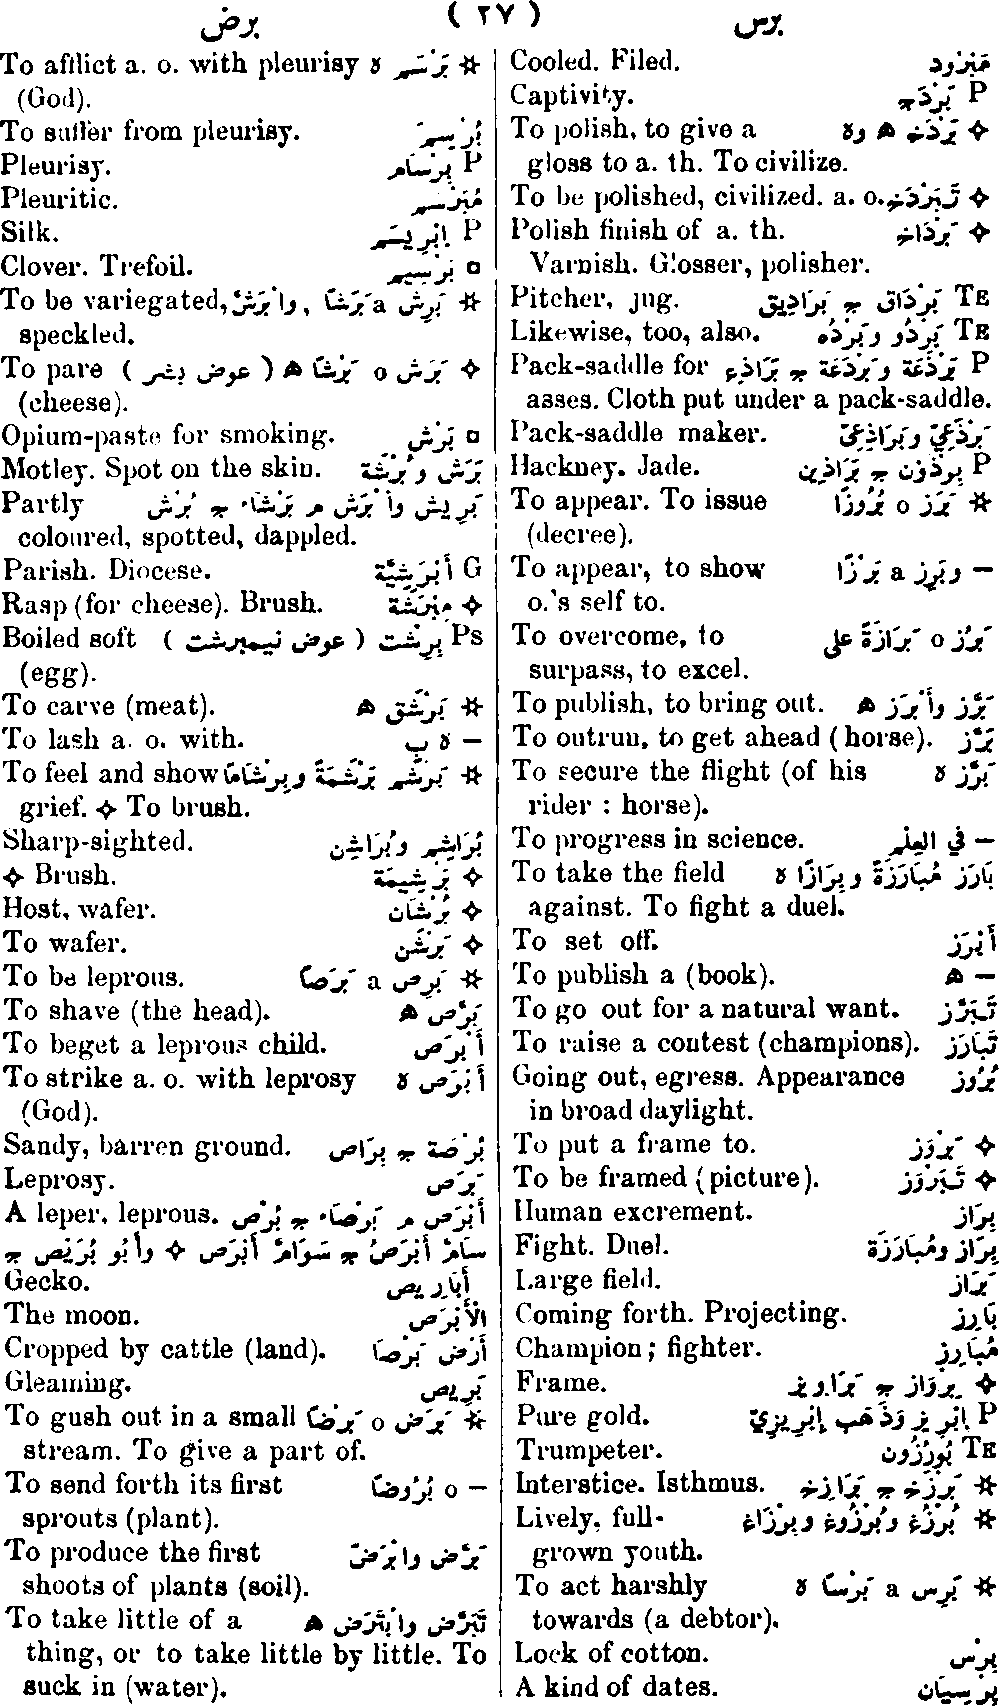 برض ( ٢٧ ) برس
Cooled. Filed. مَبْرُود
Captivity. بَرْدَجَة P
To polish, to give a بَرْدَخ ه وه ✧
gloss to a. th. To civilize.
To be polished, civilized. a. o. تَبَرْدَخ ✧
Polish finish of a. th. بَرْدَاخ ✧
Varnish. Glosser, polisher.
Pitcher, jug. بَرْدَاق ج بَرَادِيق TE
Likewise, too, also. بَرْدُو وبَرْدُه TE
Pack-saddle for بَرْذَعَة وبَرْدَعَة ج بَرَاذِع P
asses. Cloth put under a pack-saddle.
Pack-saddle maker. بَرْذَعِيّ وبَرَاذِعِيّ
Hackney. Jade. بِرذَوْن ج بَرَاذِين P
To appear. To issue بَرَز o بُرُوزًا ☆
(decree).
To appear, to show وبَرِز a بَرَزًا –
o.'s self to.
To overcome, to بَرُز o بَرَازَةً على
surpass, to excel.
To publish, to bring out. بَرَّز وأَبْرَز ه
To outrun, to get ahead (horse). بَرَّز
To secure the flight (of his بَرَّز ه
rider : horse).
To progress in science. – في العِلْم
To take the field بَارَز مُبَارَزَةً وبِرَازًا ه
against. To fight a duel.
To set off. أَبْرَز
To publish a (book). – ه
To go out for a natural want. تَبَرَّز
To raise a contest (champions). تَبَارَز
Going out, egress. Appearance بُرُوز
in broad daylight.
To put a frame to. بَرْوَز ✧
To be framed (picture). تَبَرْوَز ✧
Human excrement. بِرَاز
Fight. Duel. بِرَاز ومُبَارَزَة
Large field. بَرَاز
Coming forth. Projecting. بَارِز
Champion; fighter. مُبَارِز
Frame. بِرْوَاز ج بَرَاوِيز ✧
Pure gold. إِبْرِيز وَذَهَب إِبْرِيزِيّ P
Trumpeter. بُورُزُون TE
Interstice. Isthmus. بَرْزَخ ج بَرَازِخ ☆
Lively, full- بُرْزُغ وبُرْزُوغ وبِرْزَاغ ☆
grown youth.
To act harshly بَرِس a بَرَسًا ه ☆
towards (a debtor).
Lock of cotton. بِرْس
A kind of dates. بِرْسِيَان
To afflict a. o. with pleurisy بَرْسَم ه ☆
(God).
To suffer from pleurisy. بُرْسِمَ
Pleurisy. بِرْسَام P
Pleuritic. مُبَرْسَم
Silk. إِبْرِيسَم P
Clover. Trefoil. بَرْسِيم □
To be variegated, بَرِش a بَرَشًا , وابْرَشَّ ☆
speckled.
To pare بَرَش o بَرْشًا ه ( عوض بشر ) ✧
(cheese).
Opium-paste for smoking. بَرْش □
Motley. Spot on the skin. بَرَش وبُرْشَة
Partly بَرِيش وأَبْرَش م بَرْشَاء ج بُرْش
coloured, spotted, dappled.
Parish. Diocese. أَبْرَشِيَّة G
Rasp (for cheese). Brush. مِبْرَشَة ✧
Boiled soft بِرِشْت ( عوض نيمبرشت ) Ps
(egg).
To carve (meat). بَرْشَق ه ☆
To lash a. o. with. – ه ب
To feel and show بَرْشَم بَرْشَمَةً وبِرْشَامًا ☆
grief. ✧ To brush.
Sharp-sighted. بُرَاشِم وبُرَاشِن
✧ Brush. بَرْشِيمَة ✧
Host, wafer. بُرْشَان ✧
To wafer. بَرْشَن ✧
To be leprous. بَرِص a بَرَصًا ☆
To shave (the head). بَرَّص ه
To beget a leprous child. أَبْرَص
To strike a. o. with leprosy أَبْرَص ه
(God).
Sandy, barren ground. بُرْصَة ج بِرَاص
Leprosy. بَرَص
A leper, leprous. أَبْرَص م بَرْصَاء ج بُرْص
سَامّ أَبْرَصَ ج سَوَامّ أَبْرَص ✧ وأبُو بُرَيْص ج
Gecko. أَبَارِيص
The moon. الأَبْرَص
Cropped by cattle (land). أَرْض بَرْصَا
Gleaming. بَرِيص
To gush out in a small بَرَض o بَرْضًا ☆
stream. To give a part of.
To send forth its first – o بُرُوضًا
sprouts (plant).
To produce the first بَرَّض وابْرَضَّ
shoots of plants (soil).
To take little of a تَبَرَّض وابْتَرَض ه
thing, or to take little by little. To
suck in (water).